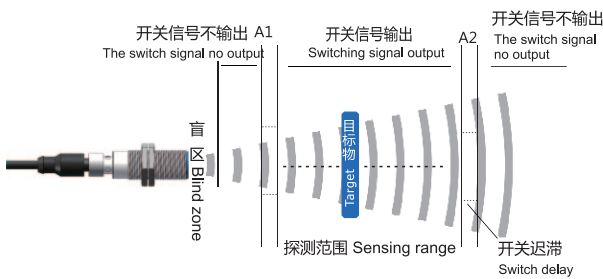 开关信号不输出
The switch signal no output
A1
开关信号输出
Switching signal output
A2
开关信号不输出
The switch signal
no output
盲区 Blind zone
目标物 Target
探测范围 Sensing range
开关迟滞
Switch delay